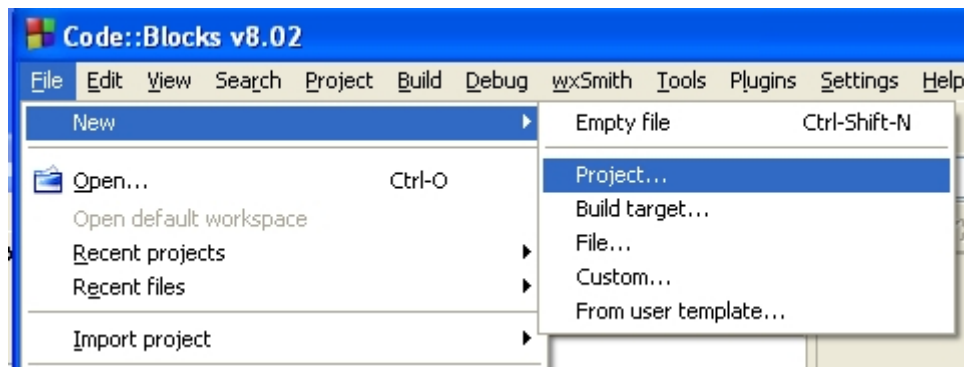 Code::Blocks v8.02
File Edit View Search Project Build Debug wxSmith Tools Plugins Settings Help
New
Empty file Ctrl-Shift-N
Project...
Open... Ctrl-O
Build target...
Open default workspace
File...
Recent projects
Custom...
Recent files
From user template...
Import project